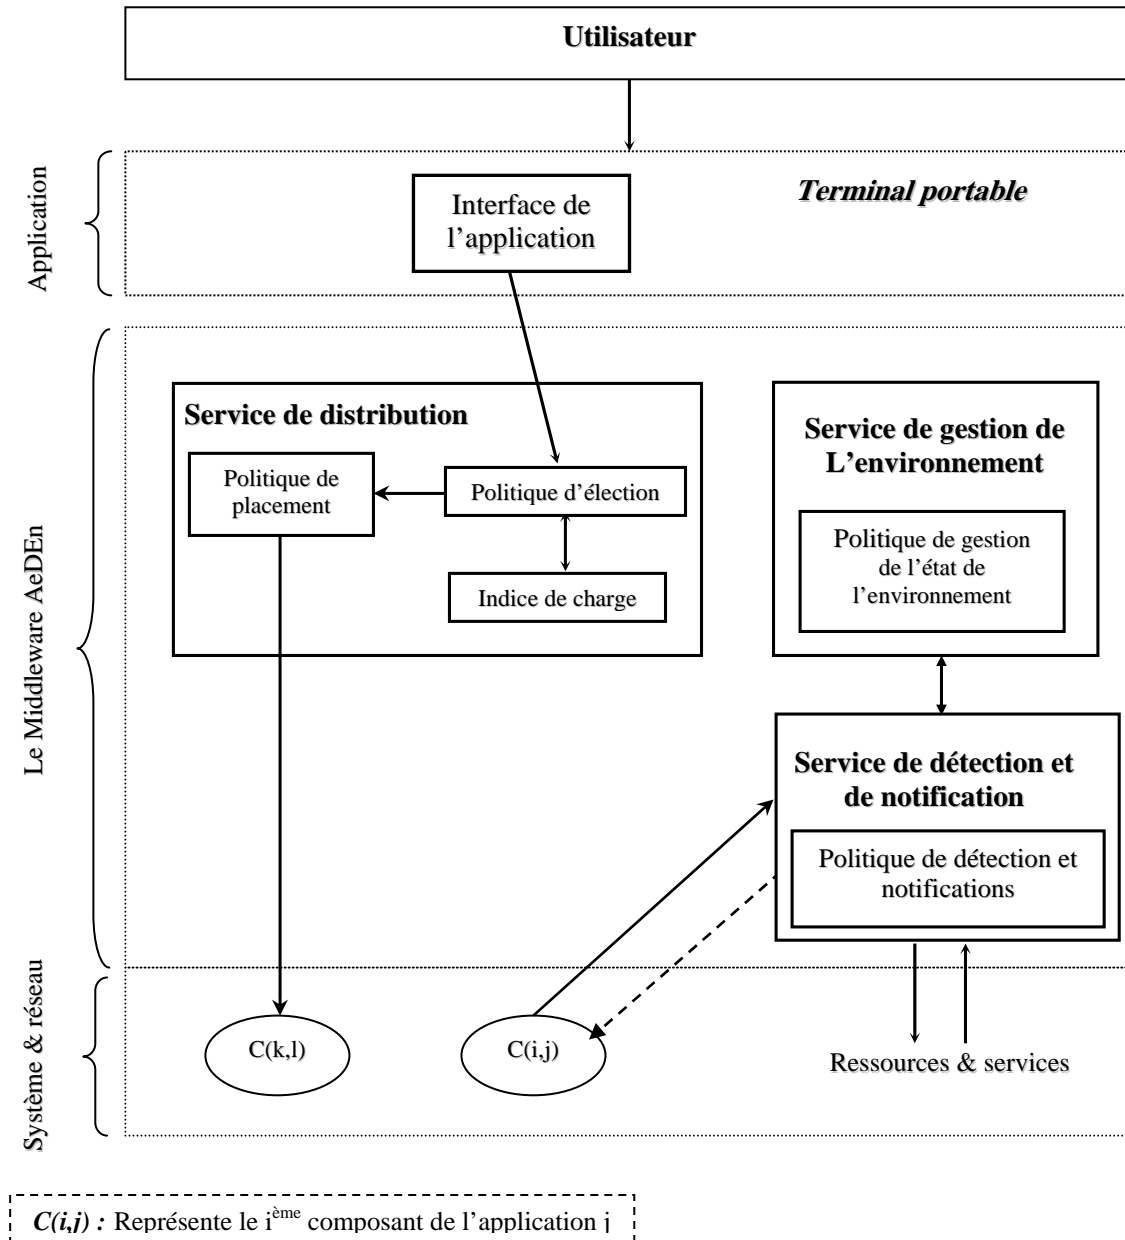 Utilisateur
Application
Terminal portable
Interface de
l’application
Le Middleware AeDEn
Service de distribution
Politique de
placement
Politique d’élection
Indice de charge
Service de gestion de
L’environnement
Politique de gestion
de l’état de
l’environnement
Service de détection et
de notification
Politique de détection et
notifications
Système & réseau
C(k,l)
C(i,j)
Ressources & services
C(i,j) : Représente le ième composant de l’application j